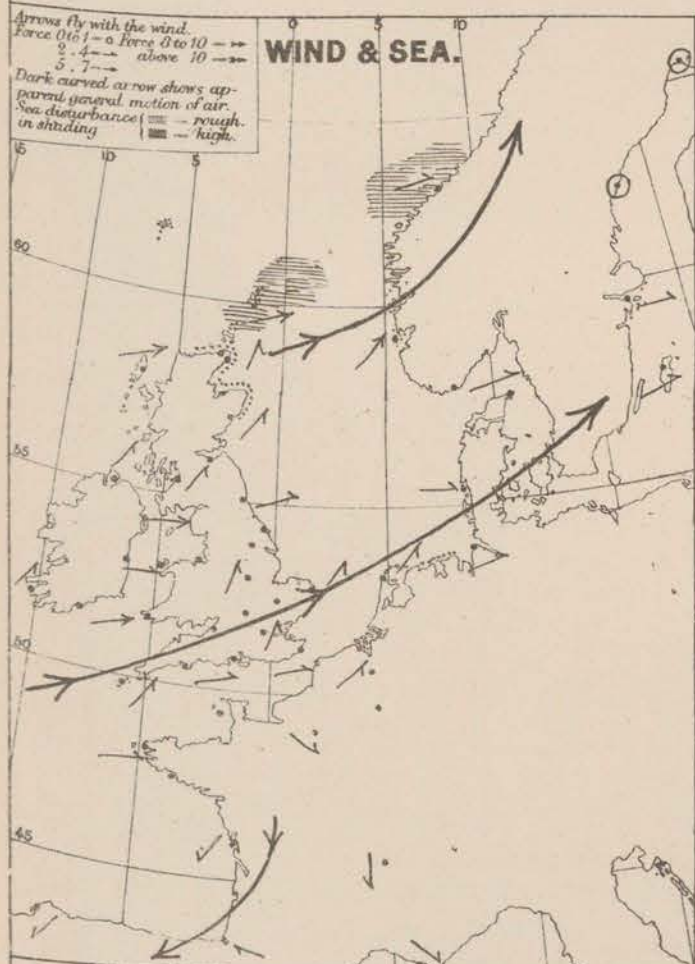 Arrows fly with the wind.
Force 0 to 1 – o Force 8 to 10 –
2 . 4 – above 10 –
5 . 7 –
Dark curved arrow shows ap-
parent general motion of air.
Sea disturbance { – rough.
in shading – high.
WIND & SEA.
0 5 10
15 10 5
60
55
50
45